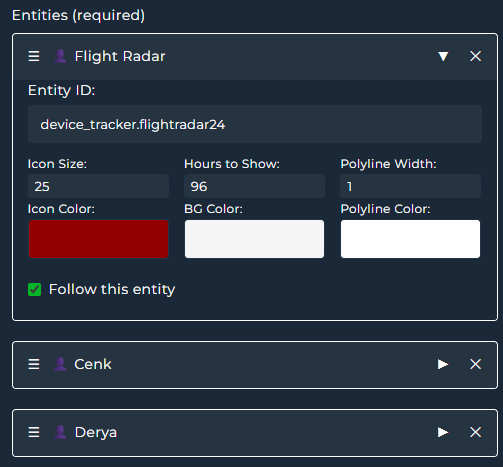 Entities (required)
Flight Radar
Entity ID:
device_tracker.flightradar24
Icon Size: Hours to Show: Polyline Width:
25 96 1
Icon Color: BG Color: Polyline Color:
Follow this entity
Cenk
Derya